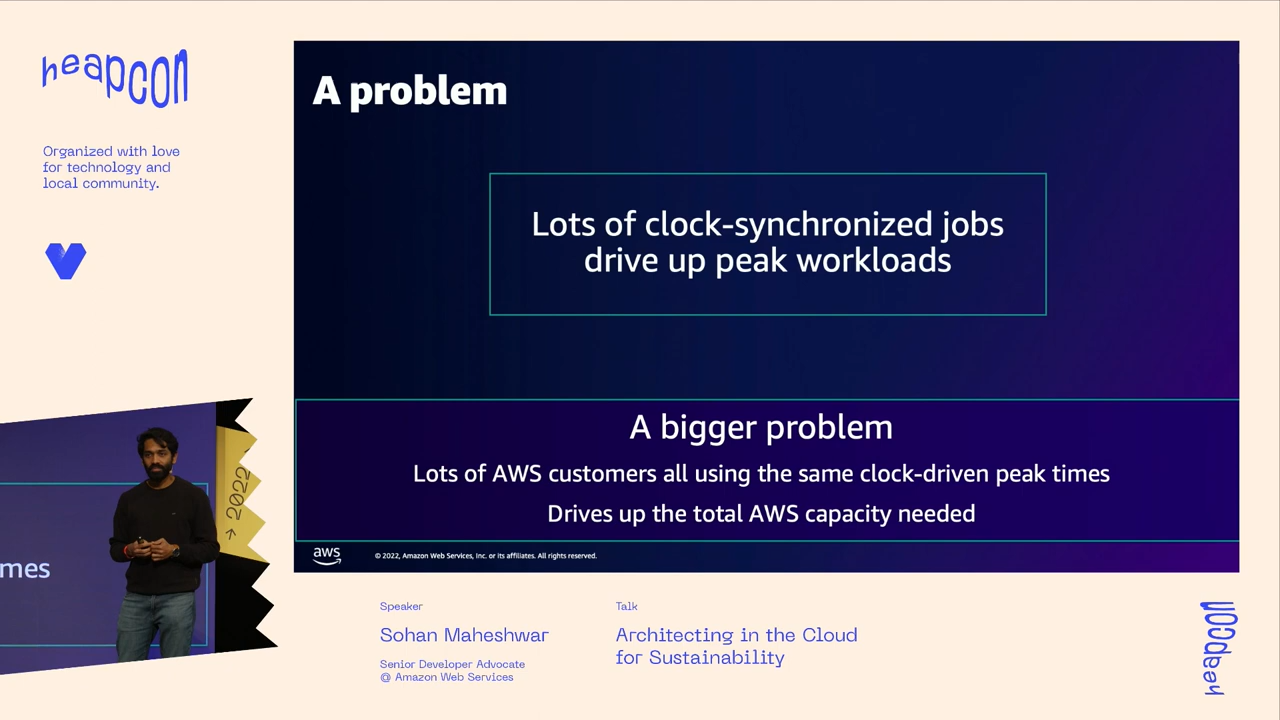 heapcon
Organized with love
for technology and
local community.
A problem
Lots of clock-synchronized jobs
drive up peak workloads
A bigger problem
Lots of AWS customers all using the same clock-driven peak times
Drives up the total AWS capacity needed
aws
© 2022, Amazon Web Services, Inc. or its affiliates. All rights reserved.
→ 2022
mes
Speaker
Sohan Maheshwar
Senior Developer Advocate
@ Amazon Web Services
Talk
Architecting in the Cloud
for Sustainability
heapcon